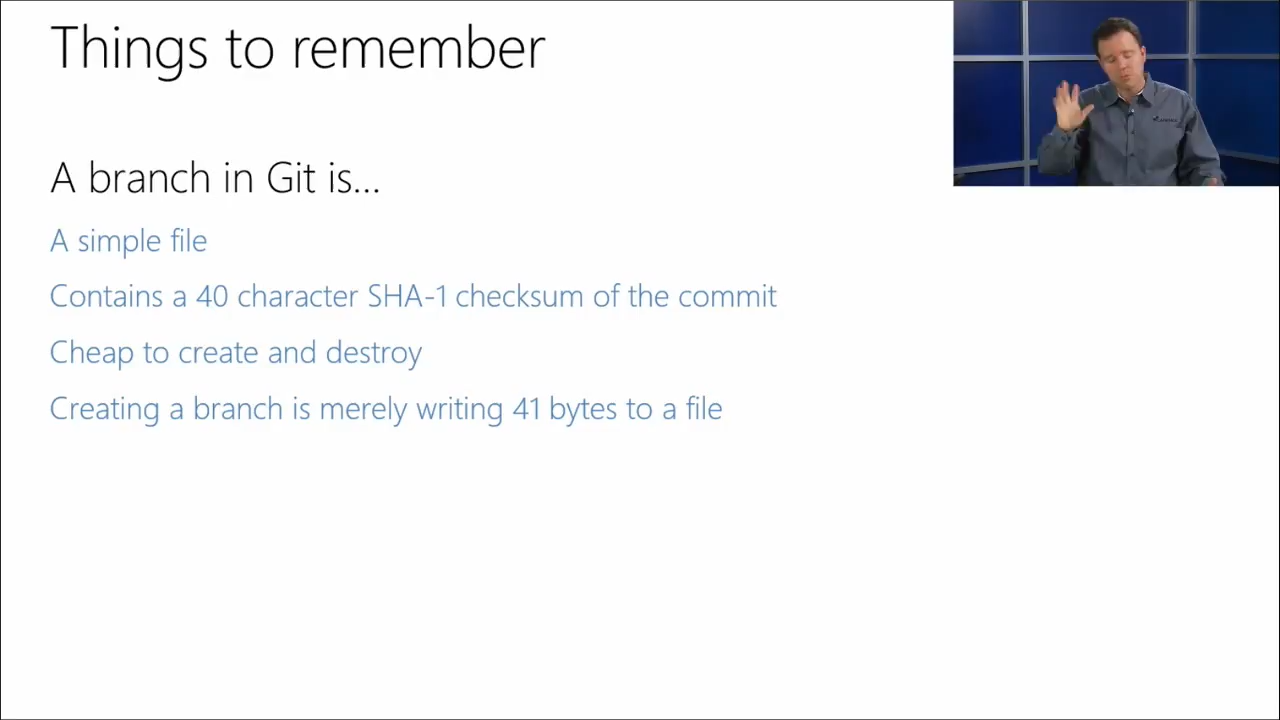 Things to remember
A branch in Git is...
A simple file
Contains a 40 character SHA-1 checksum of the commit
Cheap to create and destroy
Creating a branch is merely writing 41 bytes to a file